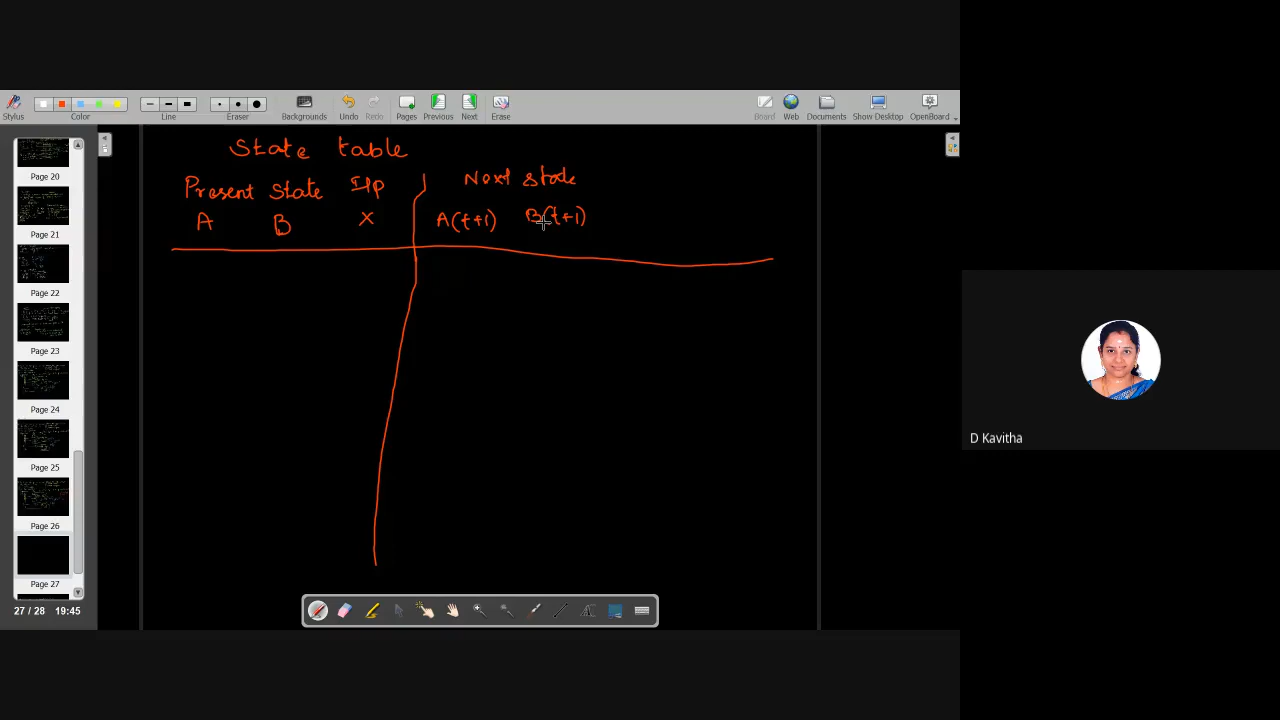 Stylus Color Line Eraser Backgrounds Undo Redo Pages Previous Next Erase Board Web Documents Show Desktop OpenBoard
State table
Present State I/p Next state
A B X A(t+1) B(t+1)
Page 20
Page 21
Page 22
Page 23
Page 24
Page 25
Page 26
Page 27
27 / 28 19:45
D Kavitha